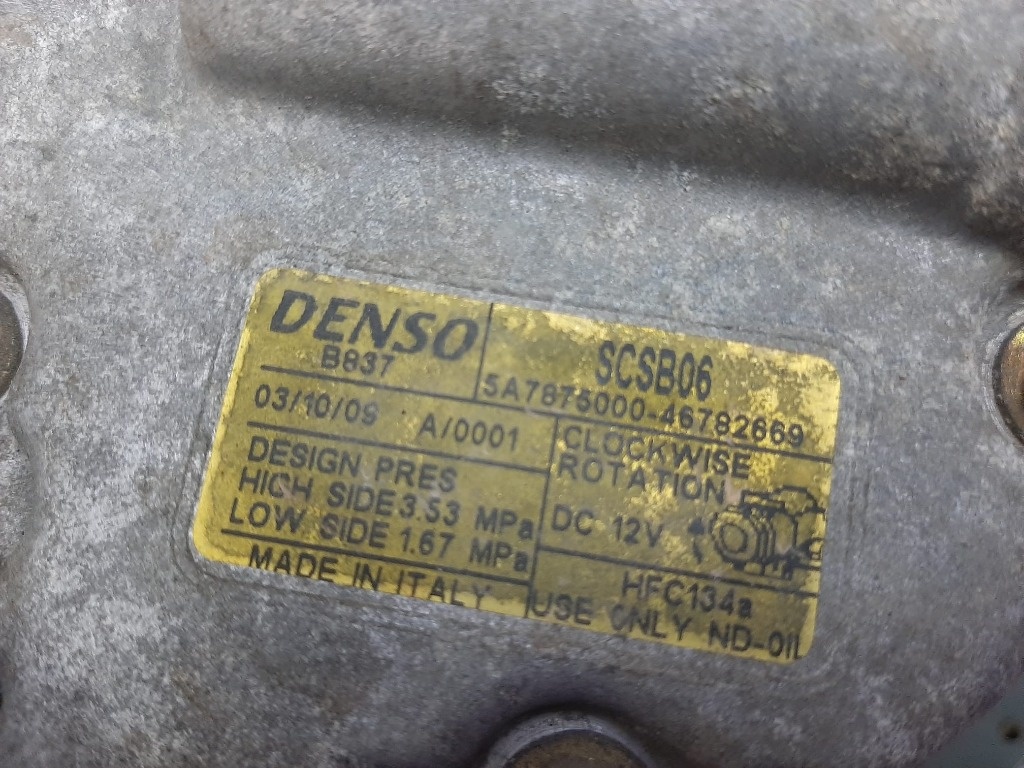 DENSO
B837
SCSB06
5A7875000-46782669
03/10/09 A/0001
DESIGN PRES
HIGH SIDE 3.53 MPa
LOW SIDE 1.67 MPa
CLOCKWISE
ROTATION
DC 12V
MADE IN ITALY
HFC134a
USE ONLY ND-OIL